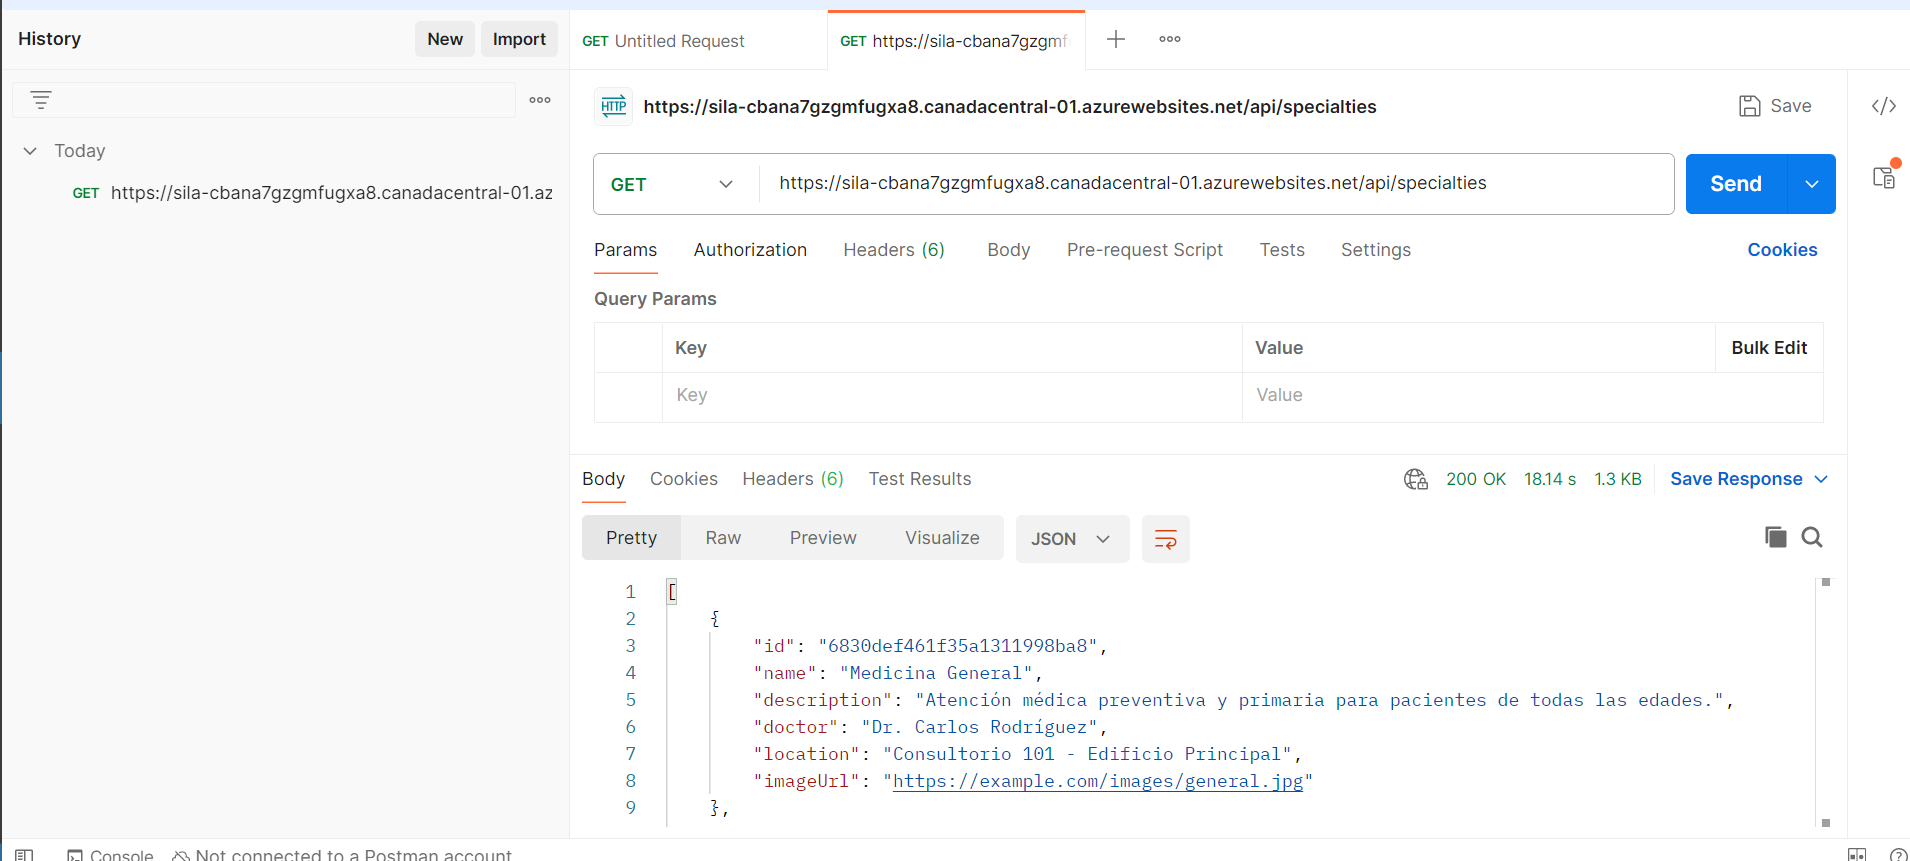 History
New
Import
GET Untitled Request
GET https://sila-cbana7gzgmf
Today
GET https://sila-cbana7gzgmfugxa8.canadacentral-01.az
HTTP
https://sila-cbana7gzgmfugxa8.canadacentral-01.azurewebsites.net/api/specialties
Save
GET
https://sila-cbana7gzgmfugxa8.canadacentral-01.azurewebsites.net/api/specialties
Send
Params Authorization Headers (6) Body Pre-request Script Tests Settings Cookies
Query Params
Key Value Bulk Edit
Key Value
Body Cookies Headers (6) Test Results 200 OK 18.14 s 1.3 KB Save Response
Pretty Raw Preview Visualize JSON
1 [
2 {
3 "id": "6830def461f35a1311998ba8",
4 "name": "Medicina General",
5 "description": "Atención médica preventiva y primaria para pacientes de todas las edades.",
6 "doctor": "Dr. Carlos Rodríguez",
7 "location": "Consultorio 101 - Edificio Principal",
8 "imageUrl": "https://example.com/images/general.jpg"
9 },
Console Not connected to a Postman account